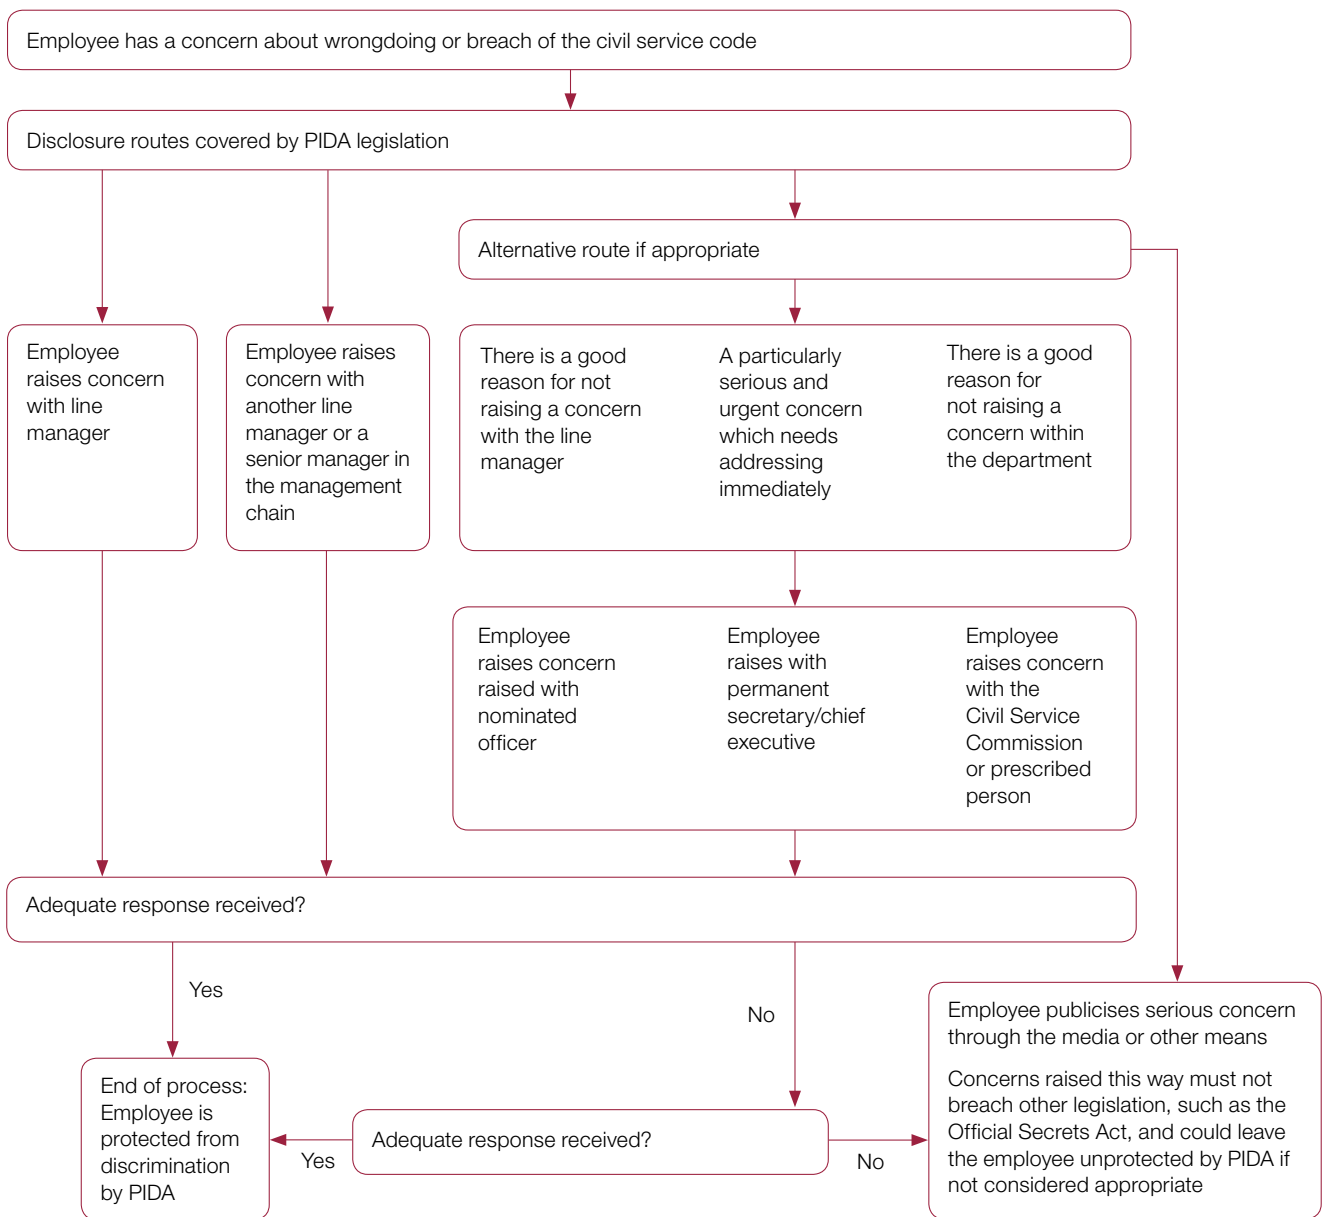 Employee has a concern about wrongdoing or breach of the civil service code
Disclosure routes covered by PIDA legislation
Alternative route if appropriate
Employee
raises concern
with line
manager
Employee raises
concern with
another line
manager or a
senior manager in
the management
chain
There is a good
reason for not
raising a concern
with the line
manager
A particularly
serious and
urgent concern
which needs
addressing
immediately
There is a good
reason for
not raising a
concern within
the department
Employee
raises concern
raised with
nominated
officer
Employee
raises with
permanent
secretary/chief
executive
Employee
raises concern
with the
Civil Service
Commission
or prescribed
person
Adequate response received?
Yes
No
End of process:
Employee is
protected from
discrimination
by PIDA
Yes
Adequate response received?
No
Employee publicises serious concern
through the media or other means
Concerns raised this way must not
breach other legislation, such as the
Official Secrets Act, and could leave
the employee unprotected by PIDA if
not considered appropriate